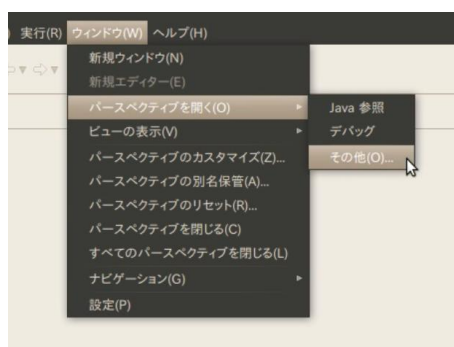 実行(R) ウィンドウ(W) ヘルプ(H)
新規ウィンドウ(N)
新規エディター(E)
パースペクティブを開く(O)
Java 参照
ビューの表示(V)
デバッグ
パースペクティブのカスタマイズ(Z)...
その他(O)...
パースペクティブの別名保管(A)...
パースペクティブのリセット(R)...
パースペクティブを閉じる(C)
すべてのパースペクティブを閉じる(L)
ナビゲーション(G)
設定(P)